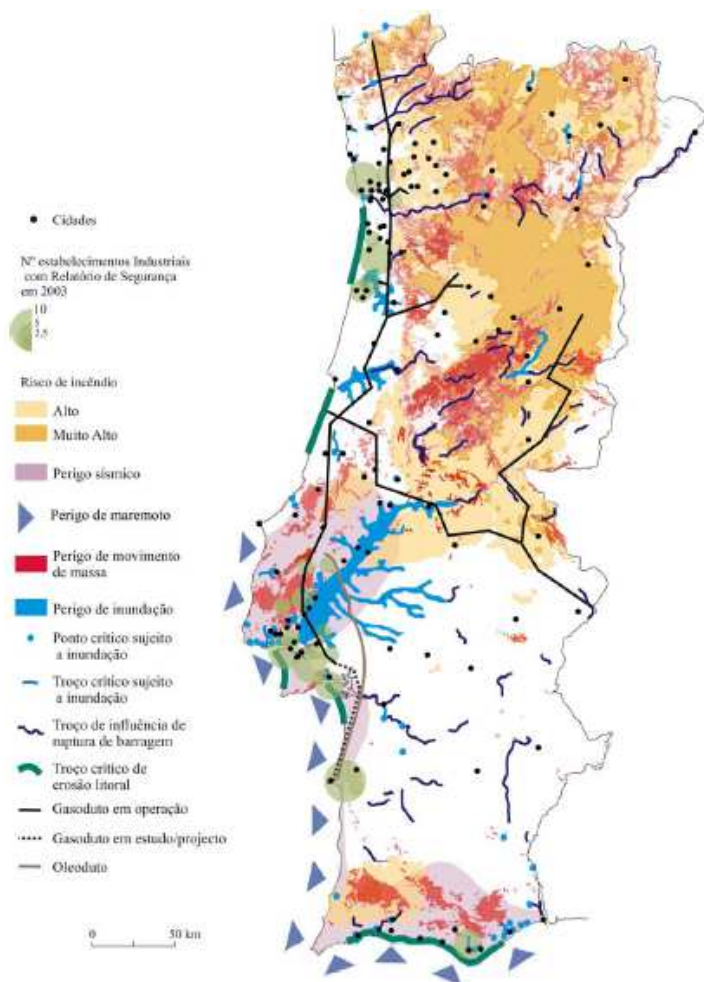 Cidades
Nº estabelecimentos Industriais
com Relatório de Segurança
em 2003
10
5
2,5
Risco de incêndio
Alto
Muito Alto
Perigo sísmico
Perigo de maremoto
Perigo de movimento
de massa
Perigo de inundação
Ponto crítico sujeito
a inundação
Troço crítico sujeito
a inundação
Troço de influência de
ruptura de barragem
Troço crítico de
erosão litoral
Gasoduto em operação
Gasoduto em estudo/projecto
Oleoduto
0 50 km